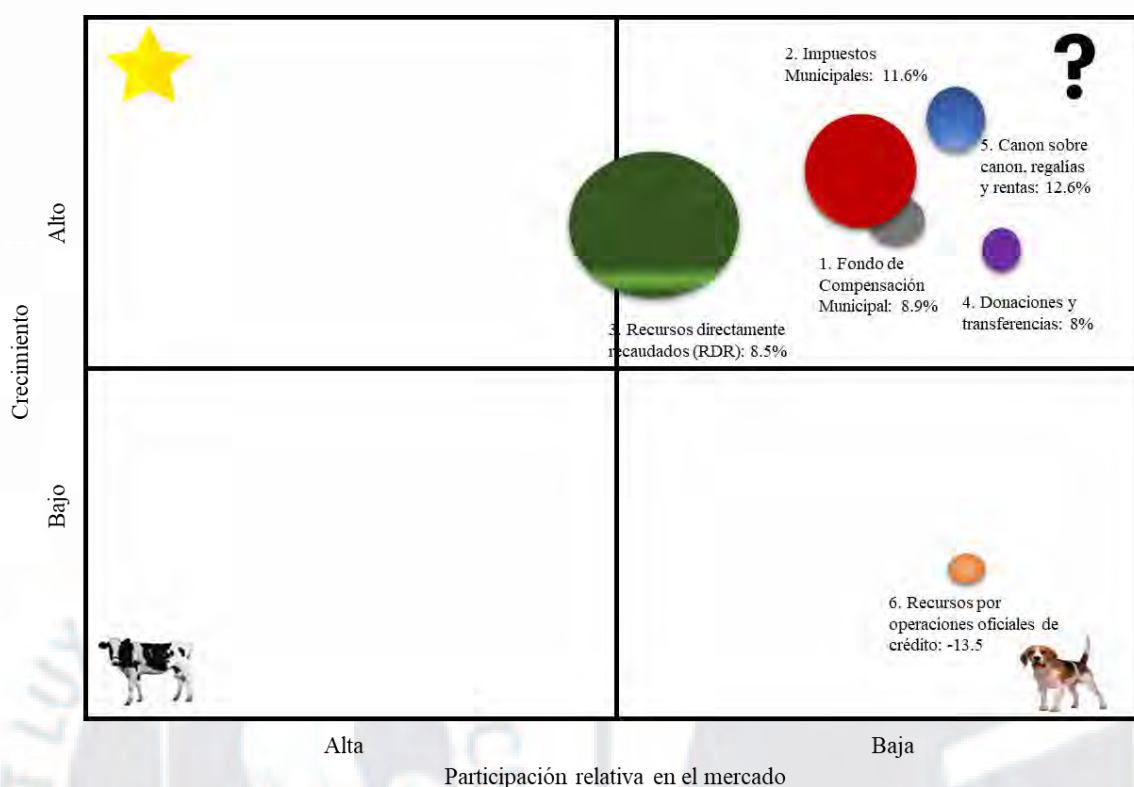 2. Impuestos
Municipales: 11.6%
?
5. Canon sobre
canon, regalías
y rentas: 12.6%
Alto
1. Fondo de
Compensación
Municipal: 8.9%
4. Donaciones y
transferencias: 8%
3. Recursos directamente
recaudados (RDR): 8.5%
Crecimiento
Bajo
6. Recursos por
operaciones oficiales de
crédito: -13.5
LUX
Alta
Baja
Participación relativa en el mercado